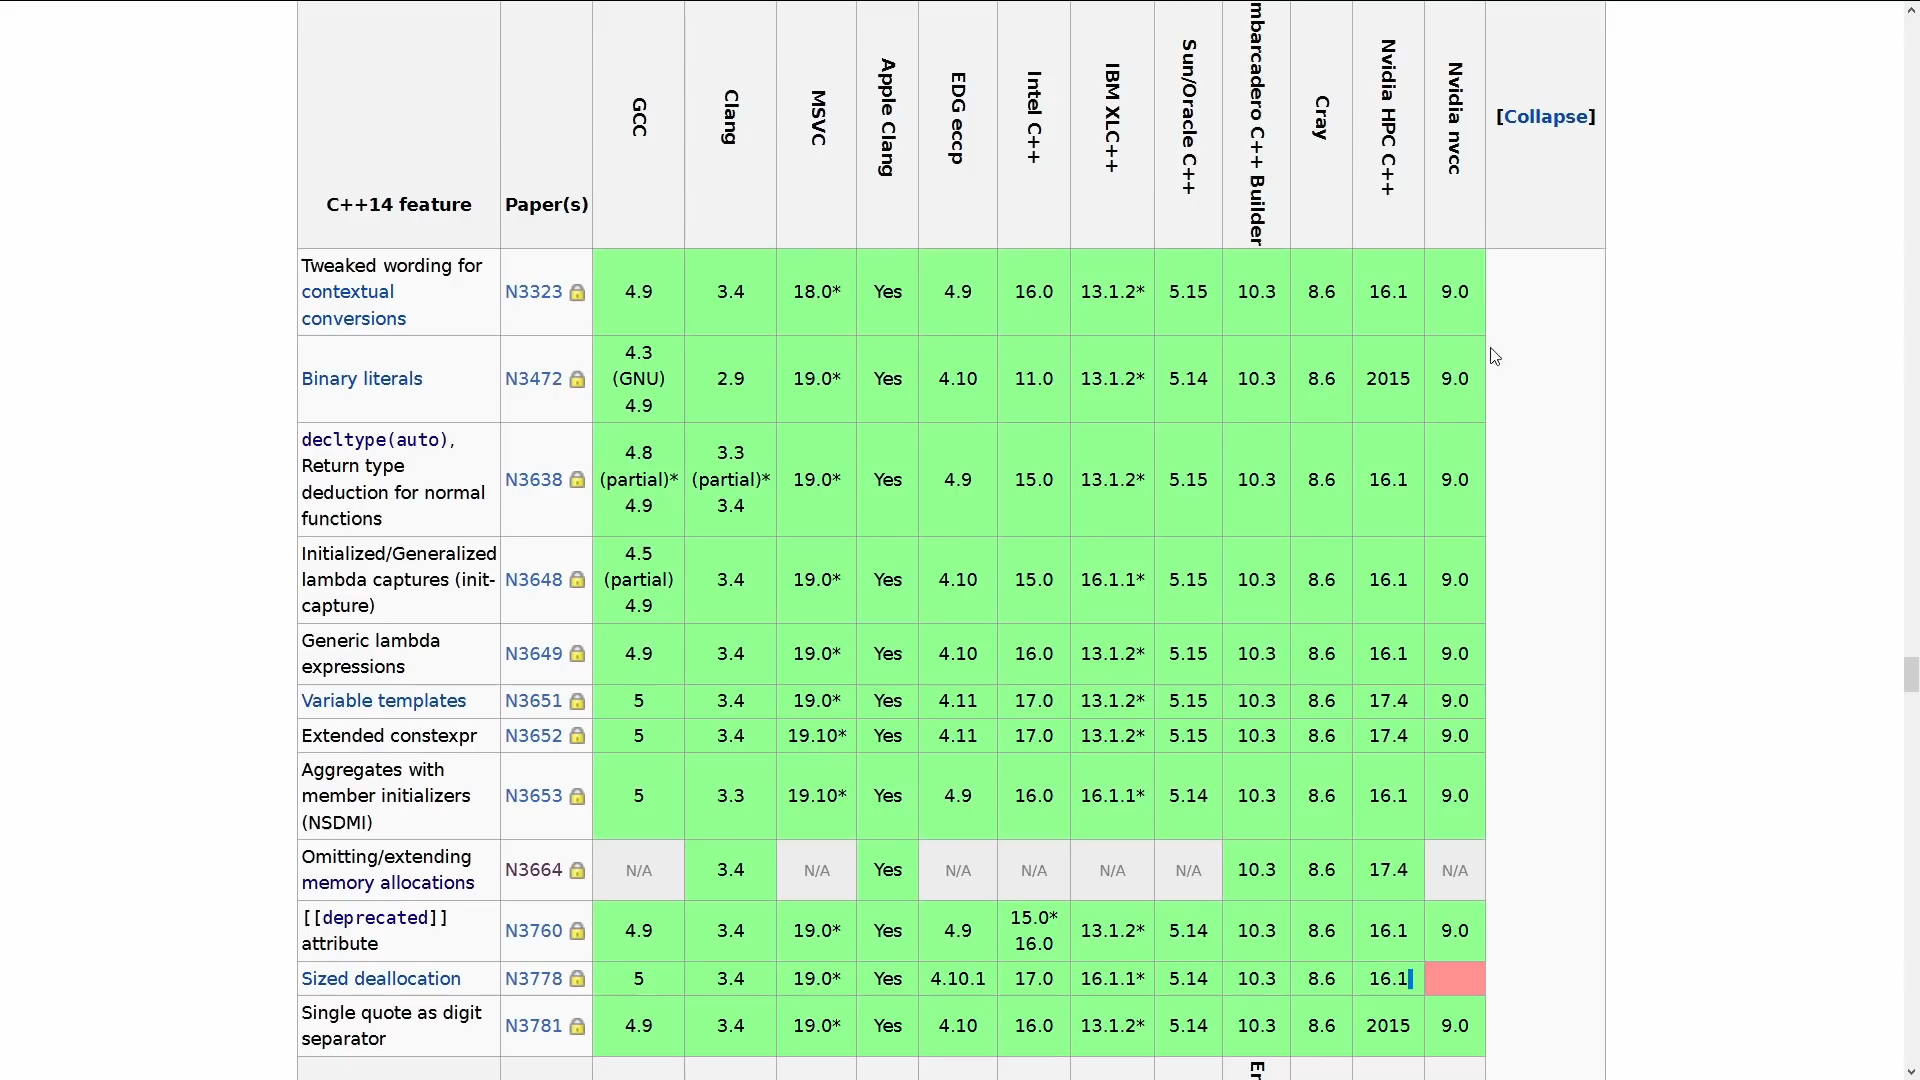 C++14 feature
Paper(s)
GCC
Clang
MSVC
Apple Clang
EDG eccp
Intel C++
IBM XLC++
Sun/Oracle C++
C++ Builder
Cray
Nvidia HPC C++
Nvidia nvcc
[Collapse]
Tweaked wording for
contextual
conversions
N3323 4.9 3.4 18.0* Yes 4.9 16.0 13.1.2* 5.15 10.3 8.6 16.1 9.0
Binary literals
N3472
4.3
(GNU)
4.9
2.9 19.0* Yes 4.10 11.0 13.1.2* 5.14 10.3 8.6 2015 9.0
decltype(auto),
Return type
deduction for normal
functions
N3638
4.8
(partial)*
4.9
3.3
(partial)*
3.4
19.0* Yes 4.9 15.0 13.1.2* 5.15 10.3 8.6 16.1 9.0
Initialized/Generalized
lambda captures (init-
capture)
N3648
4.5
(partial)
4.9
3.4 19.0* Yes 4.10 15.0 16.1.1* 5.15 10.3 8.6 16.1 9.0
Generic lambda
expressions
N3649 4.9 3.4 19.0* Yes 4.10 16.0 13.1.2* 5.15 10.3 8.6 16.1 9.0
Variable templates N3651 5 3.4 19.0* Yes 4.11 17.0 13.1.2* 5.15 10.3 8.6 17.4 9.0
Extended constexpr N3652 5 3.4 19.10* Yes 4.11 17.0 13.1.2* 5.15 10.3 8.6 17.4 9.0
Aggregates with
member initializers
(NSDMI)
N3653 5 3.3 19.10* Yes 4.9 16.0 16.1.1* 5.14 10.3 8.6 16.1 9.0
Omitting/extending
memory allocations
N3664 N/A 3.4 N/A Yes N/A N/A N/A N/A 10.3 8.6 17.4 N/A
[[deprecated]]
attribute
N3760 4.9 3.4 19.0* Yes 4.9
15.0*
16.0
13.1.2* 5.14 10.3 8.6 16.1 9.0
Sized deallocation N3778 5 3.4 19.0* Yes 4.10.1 17.0 16.1.1* 5.14 10.3 8.6 16.1
Single quote as digit
separator
N3781 4.9 3.4 19.0* Yes 4.10 16.0 13.1.2* 5.14 10.3 8.6 2015 9.0